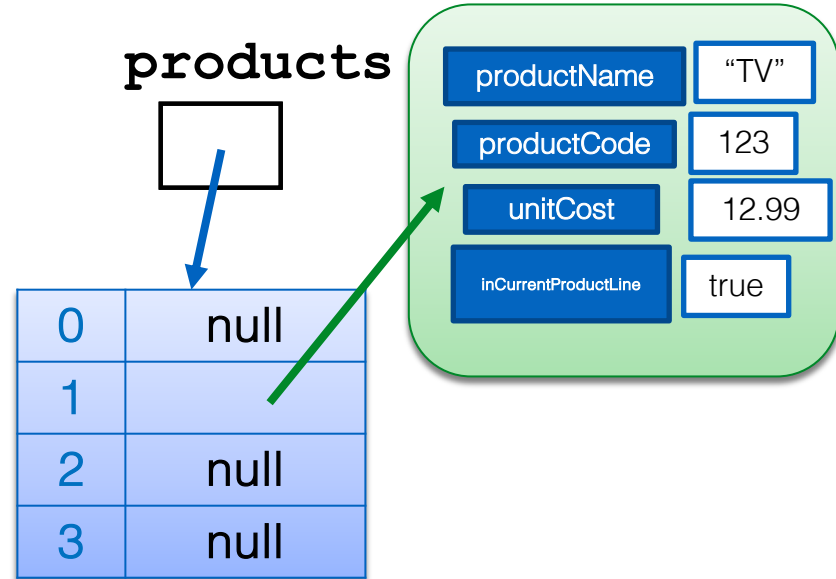 products
productName “TV”
productCode 123
unitCost 12.99
inCurrentProductLine true
0 null
1
2 null
3 null